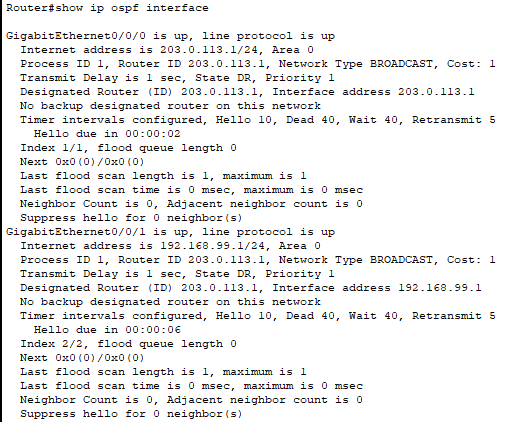 Router#show ip ospf interface

GigabitEthernet0/0/0 is up, line protocol is up
  Internet address is 203.0.113.1/24, Area 0
  Process ID 1, Router ID 203.0.113.1, Network Type BROADCAST, Cost: 1
  Transmit Delay is 1 sec, State DR, Priority 1
  Designated Router (ID) 203.0.113.1, Interface address 203.0.113.1
  No backup designated router on this network
  Timer intervals configured, Hello 10, Dead 40, Wait 40, Retransmit 5
    Hello due in 00:00:02
  Index 1/1, flood queue length 0
  Next 0x0(0)/0x0(0)
  Last flood scan length is 1, maximum is 1
  Last flood scan time is 0 msec, maximum is 0 msec
  Neighbor Count is 0, Adjacent neighbor count is 0
  Suppress hello for 0 neighbor(s)
GigabitEthernet0/0/1 is up, line protocol is up
  Internet address is 192.168.99.1/24, Area 0
  Process ID 1, Router ID 203.0.113.1, Network Type BROADCAST, Cost: 1
  Transmit Delay is 1 sec, State DR, Priority 1
  Designated Router (ID) 203.0.113.1, Interface address 192.168.99.1
  No backup designated router on this network
  Timer intervals configured, Hello 10, Dead 40, Wait 40, Retransmit 5
    Hello due in 00:00:06
  Index 2/2, flood queue length 0
  Next 0x0(0)/0x0(0)
  Last flood scan length is 1, maximum is 1
  Last flood scan time is 0 msec, maximum is 0 msec
  Neighbor Count is 0, Adjacent neighbor count is 0
  Suppress hello for 0 neighbor(s)